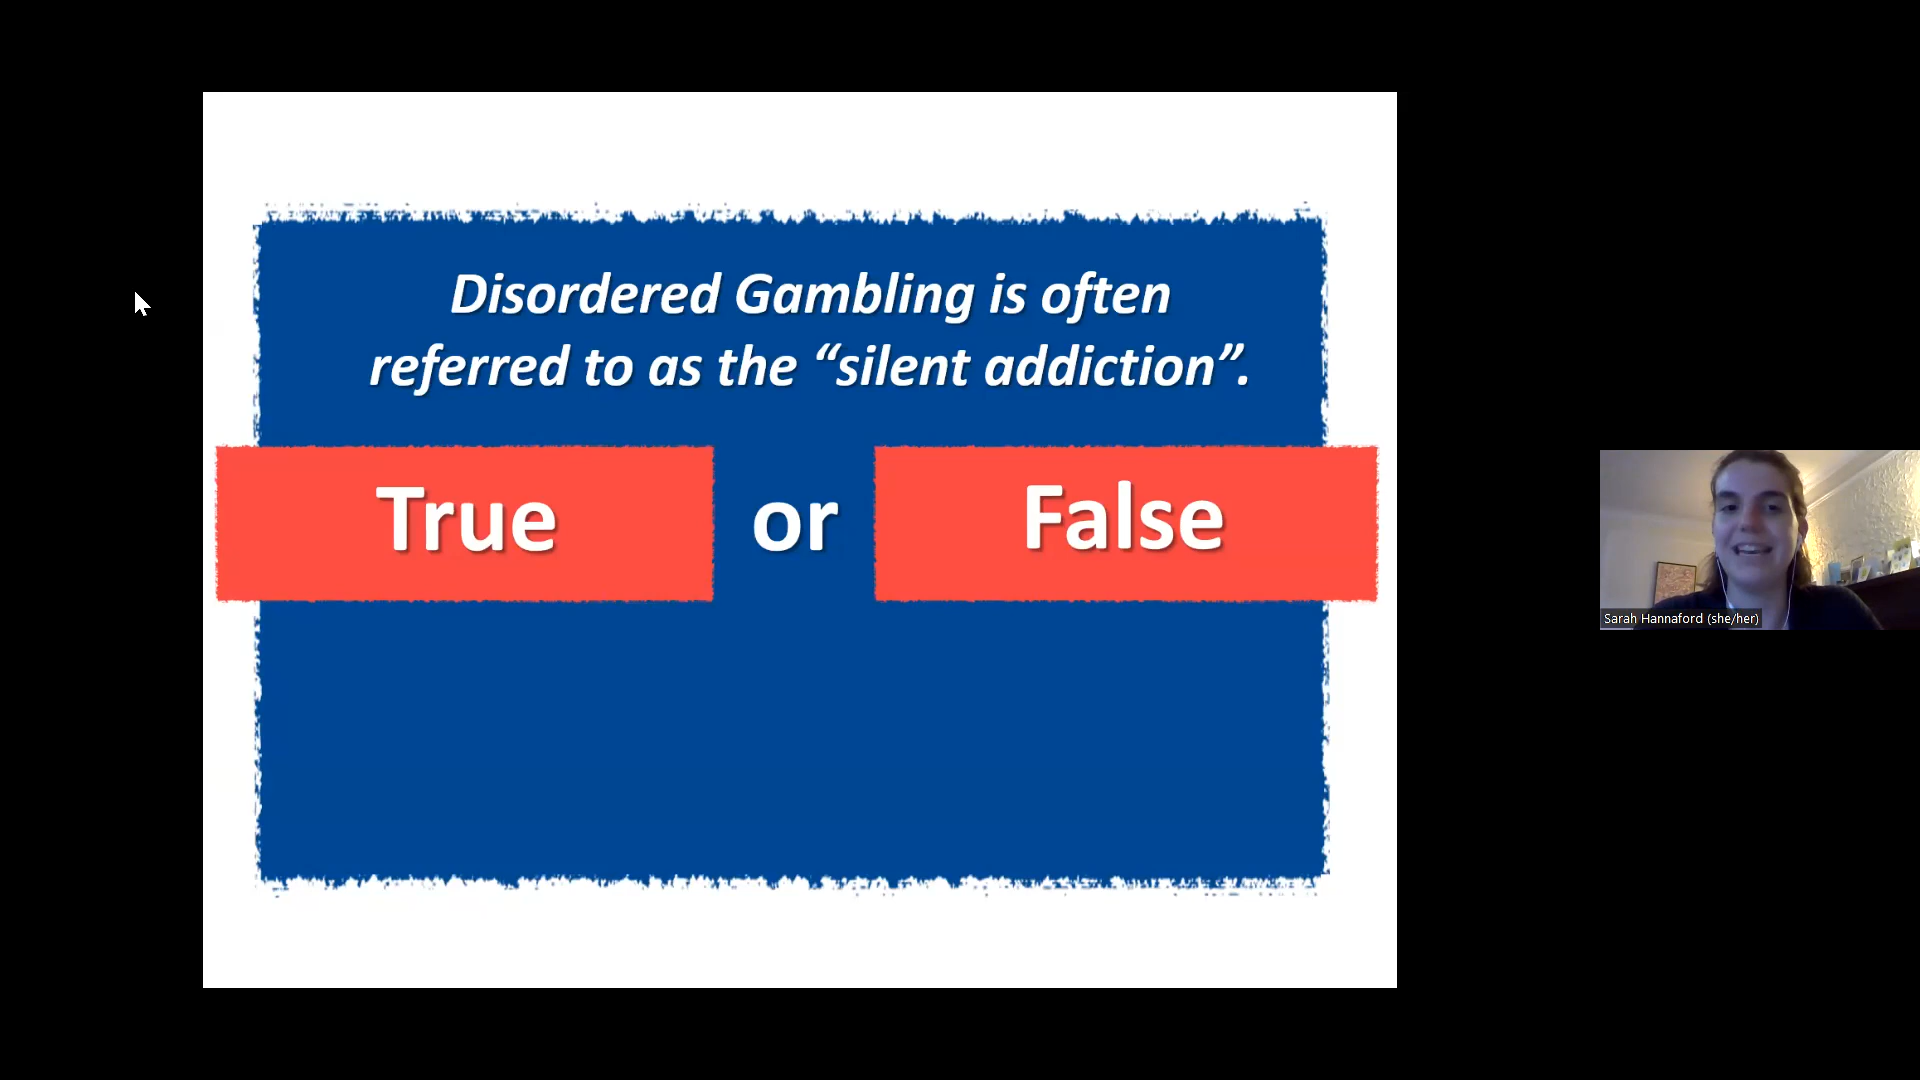 Disordered Gambling is often
referred to as the “silent addiction”.
True or False
Sarah Hannaford (she/her)